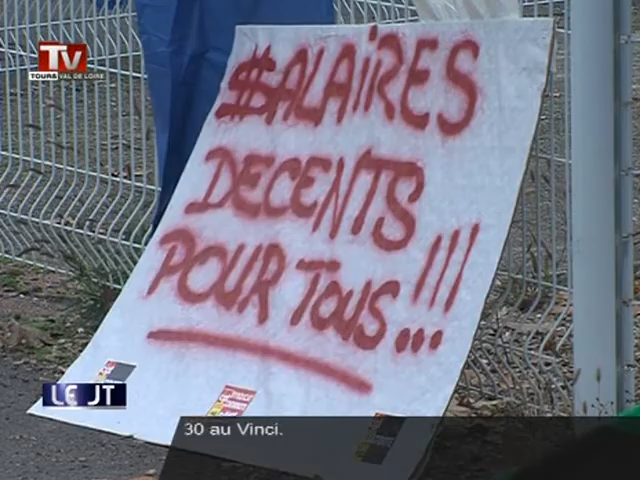 TV
TOURS VAL DE LOIRE
$ALAIRES
DECENTS
POUR TOUS...!!!
LE JT
30 au Vinci.